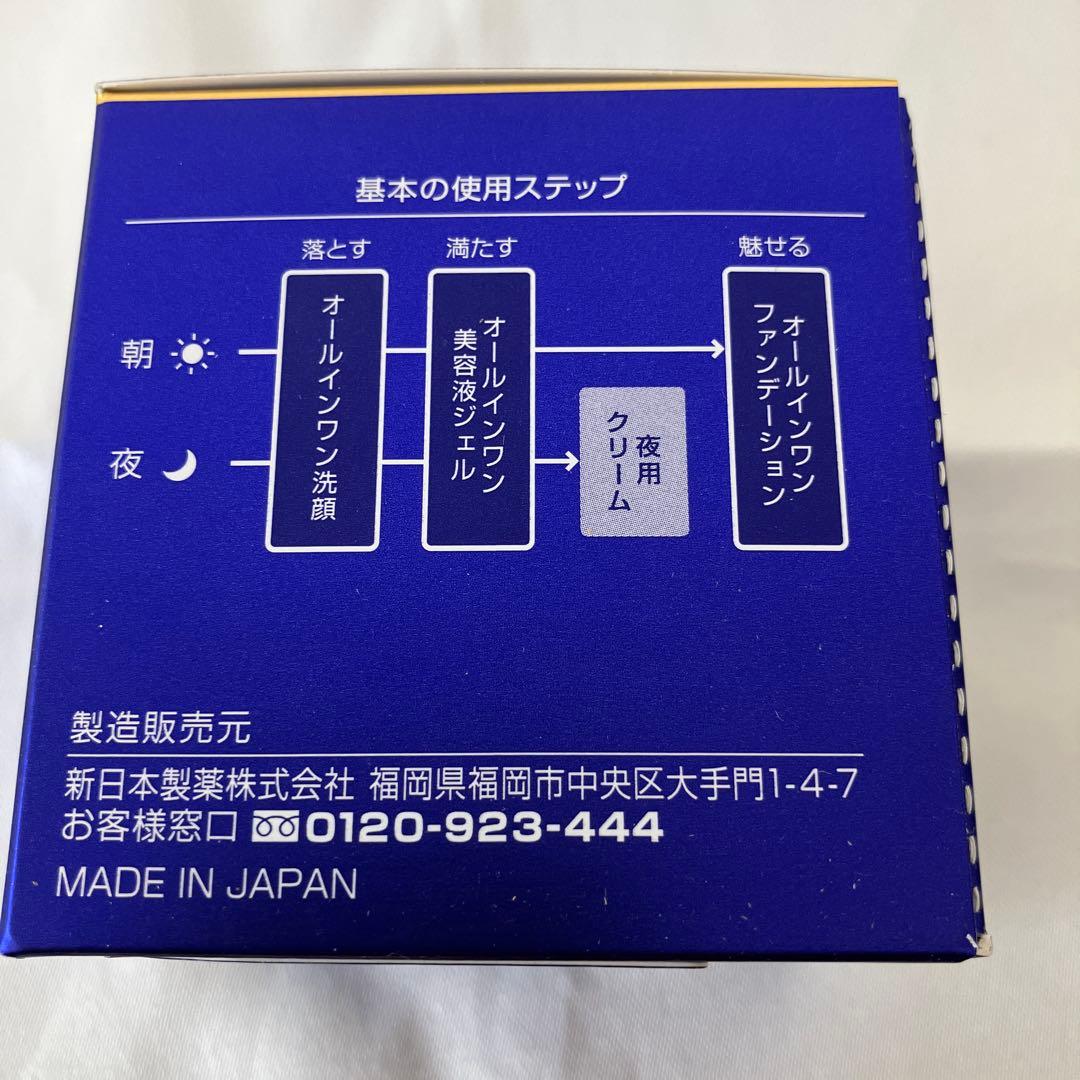 基本の使用ステップ
落とす
満たす
魅せる
朝
夜
オールインワン洗顔
オールインワン
美容液ジェル
夜用
クリーム
オールインワン
ファンデーション
製造販売元
新日本製薬株式会社 福岡県福岡市中央区大手門1-4-7
お客様窓口 0120-923-444
MADE IN JAPAN